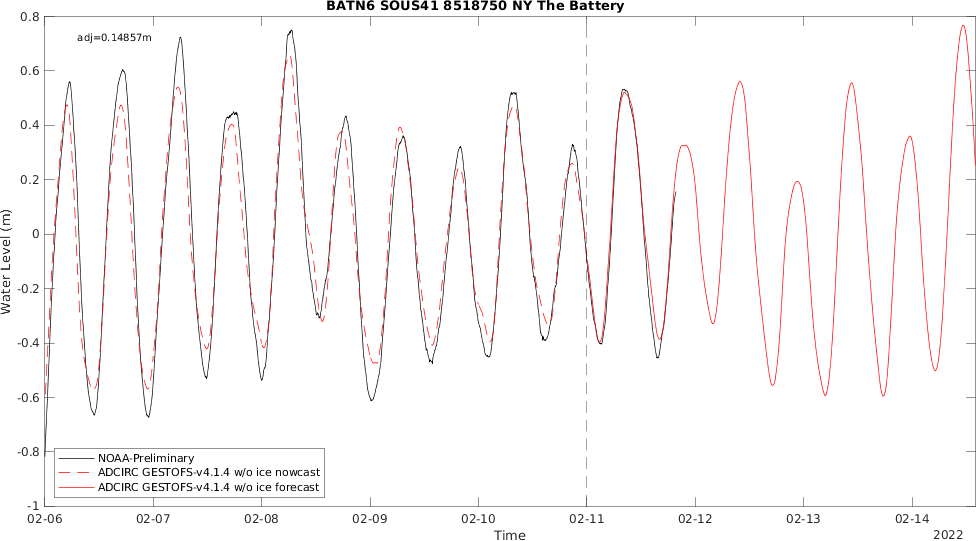 BATN6 SOUS41 8518750 NY The Battery
adj=0.14857m
0.8
0.6
0.4
0.2
0
-0.2
-0.4
-0.6
-0.8
-1
Water Level (m)
NOAA-Preliminary
ADCIRC GESTOFS-v4.1.4 w/o ice nowcast
ADCIRC GESTOFS-v4.1.4 w/o ice forecast
02-06 02-07 02-08 02-09 02-10 02-11 02-12 02-13 02-14
Time
2022